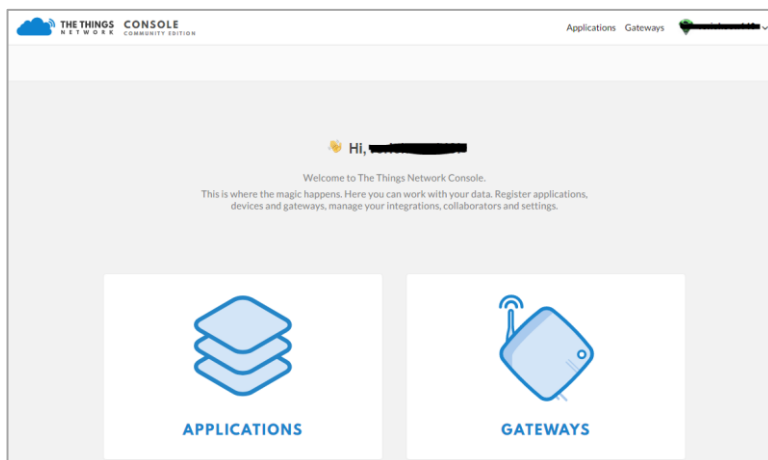 THE THINGS
NETWORK
CONSOLE
COMMUNITY EDITION
Applications Gateways
Hi,
Welcome to The Things Network Console.
This is where the magic happens. Here you can work with your data. Register applications,
devices and gateways, manage your integrations, collaborators and settings.
APPLICATIONS
GATEWAYS